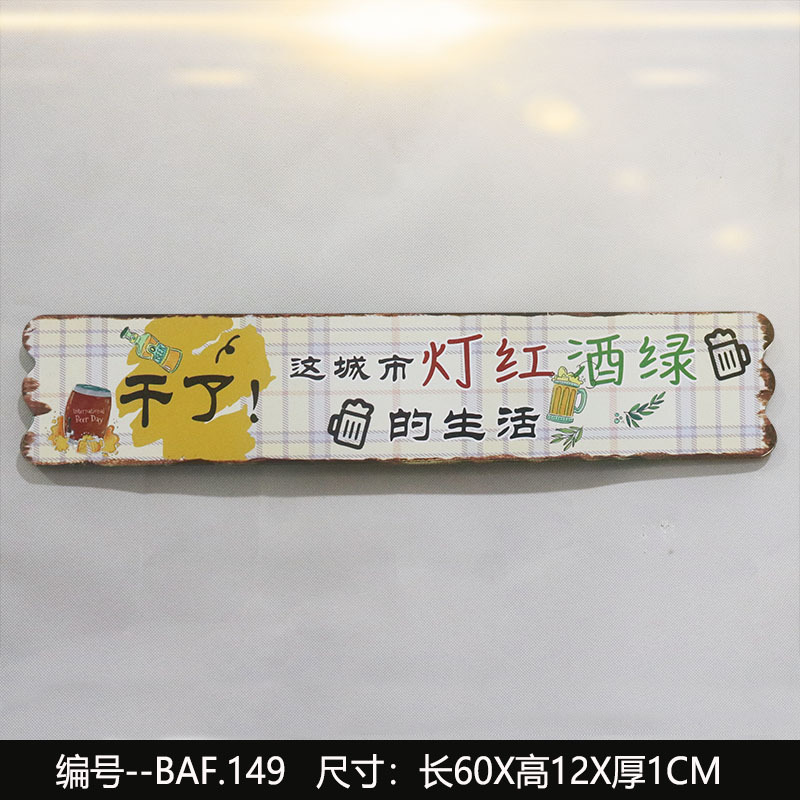 干了！
这城市灯红酒绿
的生活
International
Beer Day
编号--BAF.149 尺寸：长60X高12X厚1CM